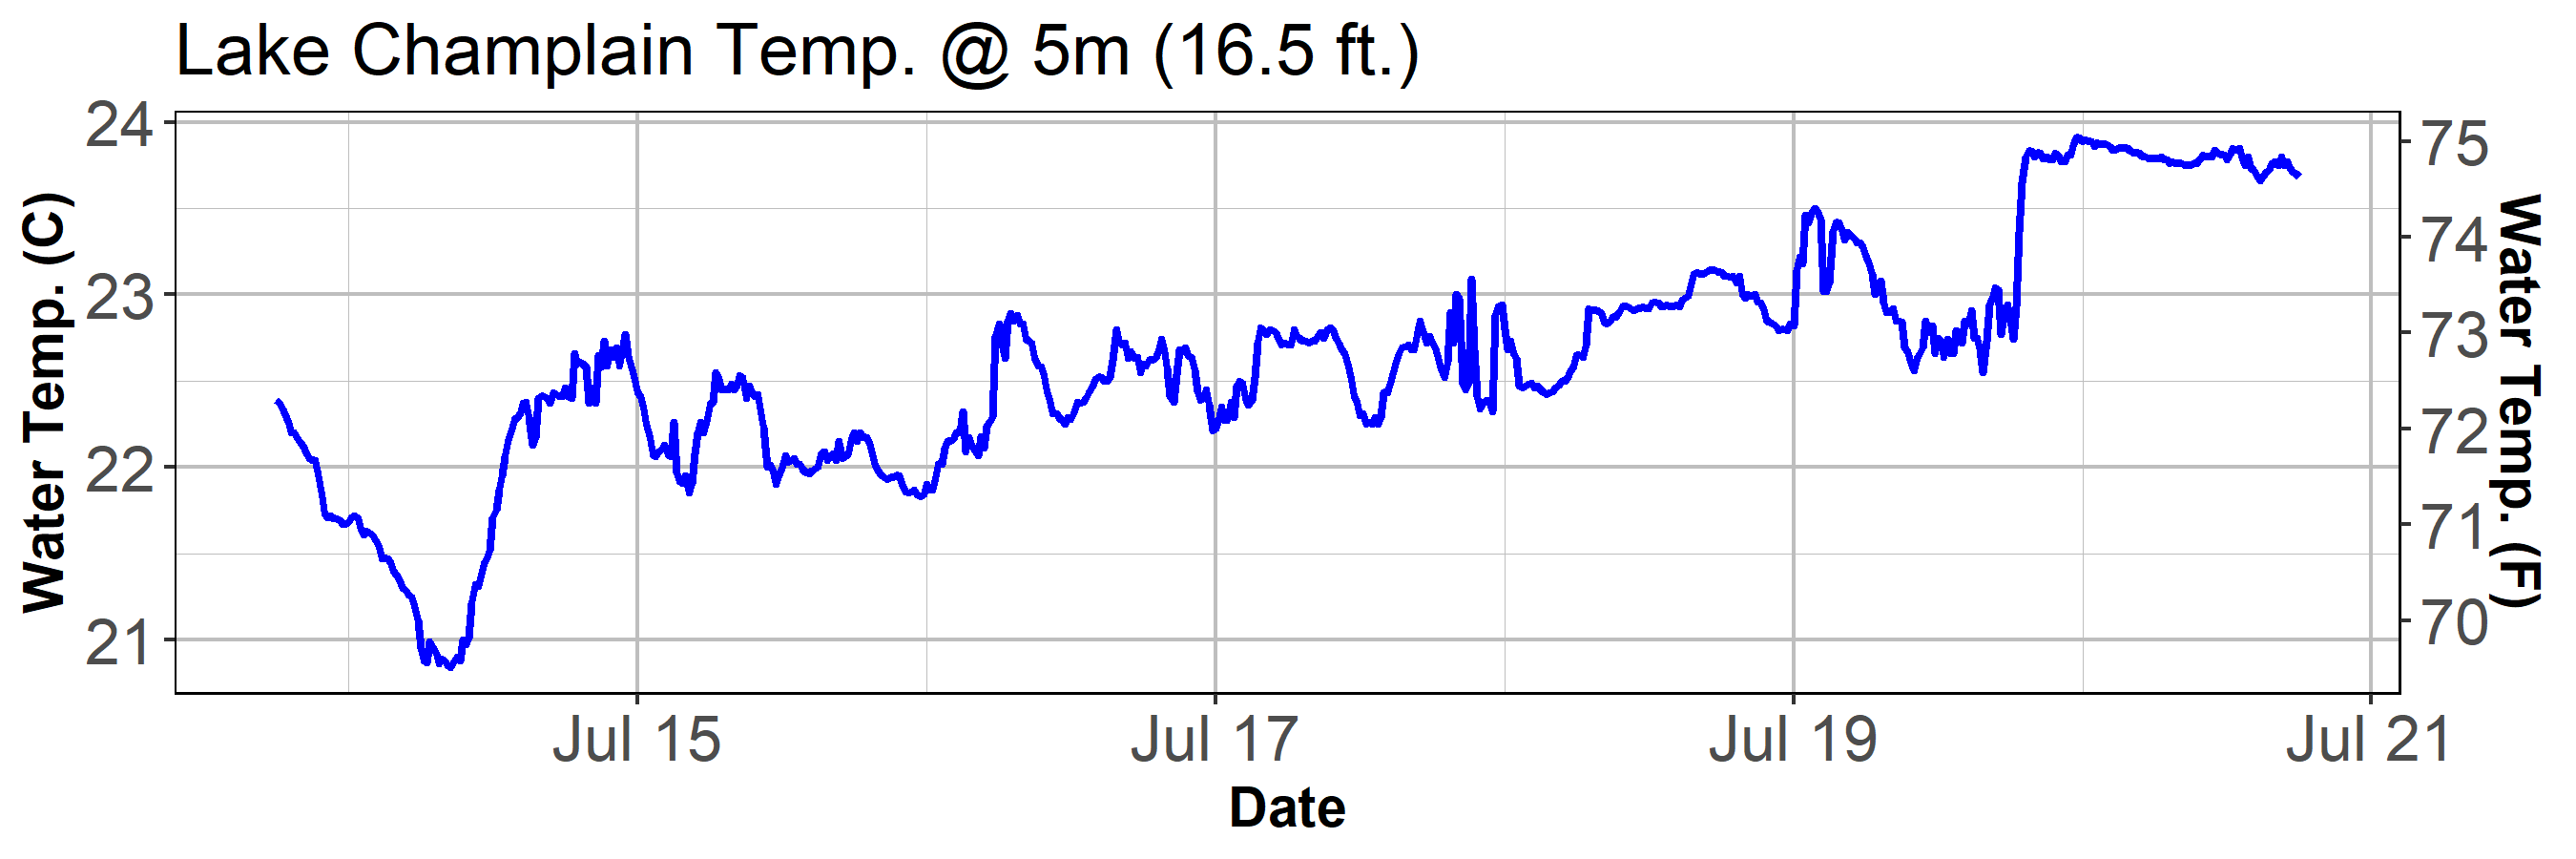 Lake Champlain Temp. @ 5m (16.5 ft.)
Water Temp. (C)
24
23
22
21
75
74
73
72
71
70
Water Temp. (F)
Jul 15 Jul 17 Jul 19 Jul 21
Date